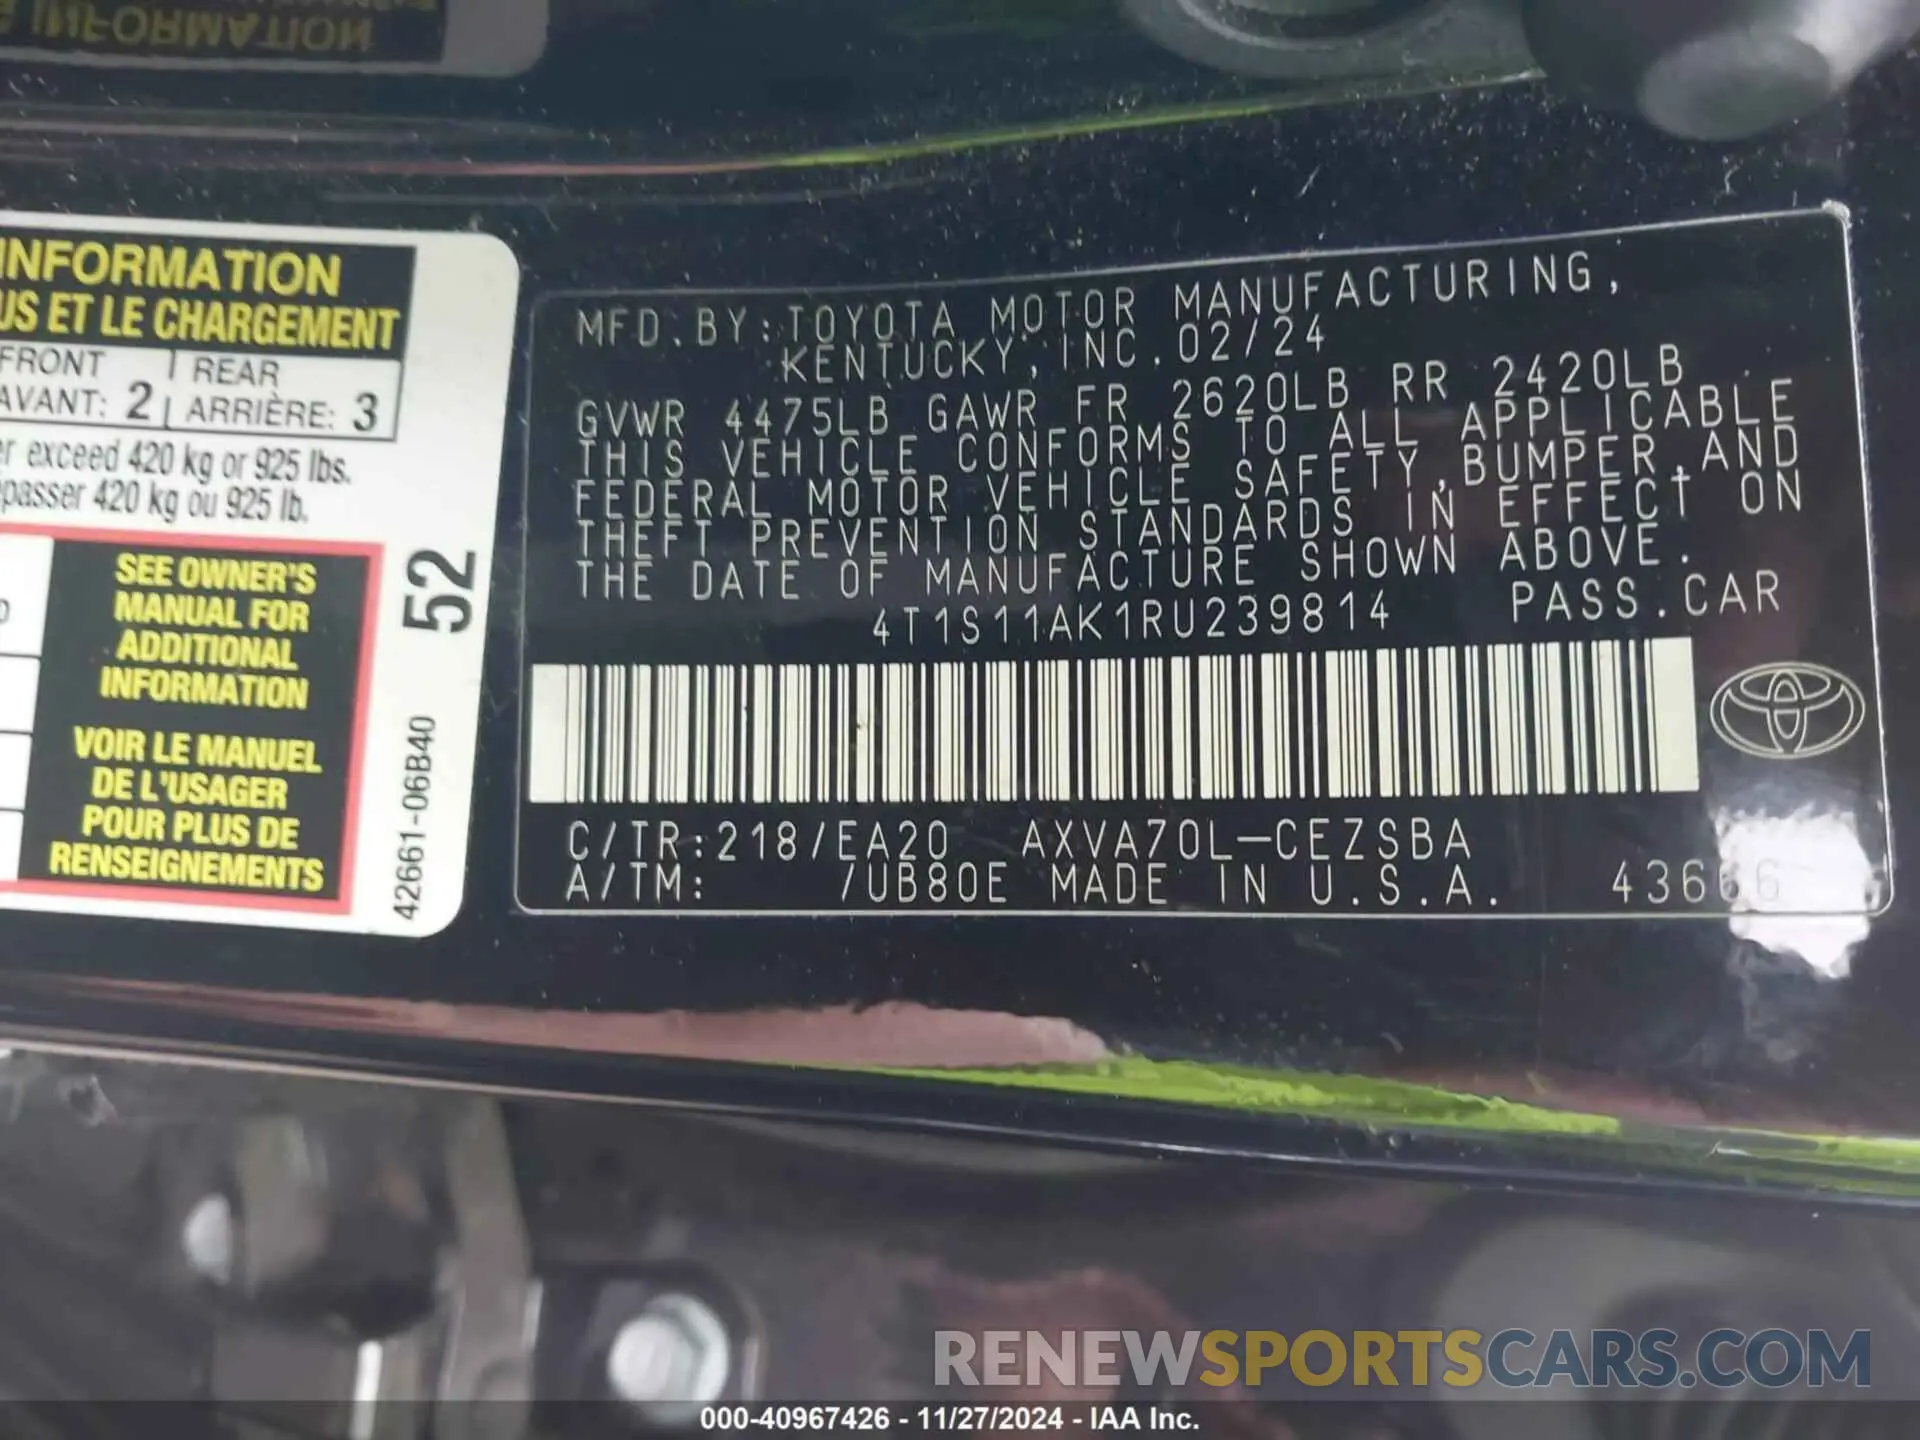 INFORMATION
INFORMATION
US ET LE CHARGEMENT
FRONT REAR
AVANT: 2 ARRIÈRE: 3
er exceed 420 kg or 925 lbs.
passer 420 kg ou 925 lb.
SEE OWNER'S
MANUAL FOR
ADDITIONAL
INFORMATION
VOIR LE MANUEL
DE L'USAGER
POUR PLUS DE
RENSEIGNEMENTS
52
42661-06B40
MFD. BY: TOYOTA MOTOR MANUFACTURING,
KENTUCKY, INC. 02/24
GVWR 4475LB GAWR FR 2620LB RR 2420LB
THIS VEHICLE CONFORMS TO ALL APPLICABLE
FEDERAL MOTOR VEHICLE SAFETY, BUMPER, AND
THEFT PREVENTION STANDARDS IN EFFECT ON
THE DATE OF MANUFACTURE SHOWN ABOVE.
4T1S11AK1RU239814 PASS. CAR
C/TR: 218/EA20 AXVA70L-CEZSBA
A/TM: /UB80E MADE IN U.S.A. 43666
RENEWSPORTSCARS.COM
000-40967426 - 11/27/2024 - IAA Inc.